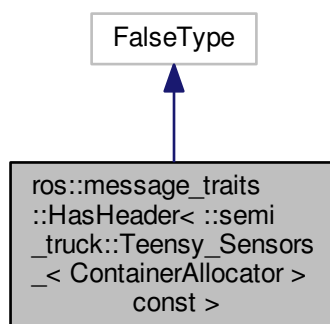 FalseType
ros::message_traits
::HasHeader< ::semi
_truck::Teensy_Sensors
_< ContainerAllocator >
const >